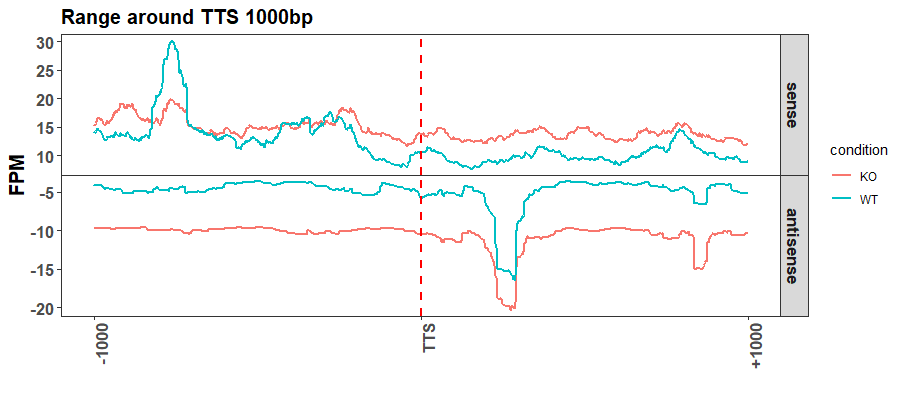 Range around TTS 1000bp
FPM
30
25
20
15
10
sense
-5
-10
-15
-20
antisense
-1000
TTS
+1000
condition
KO
WT